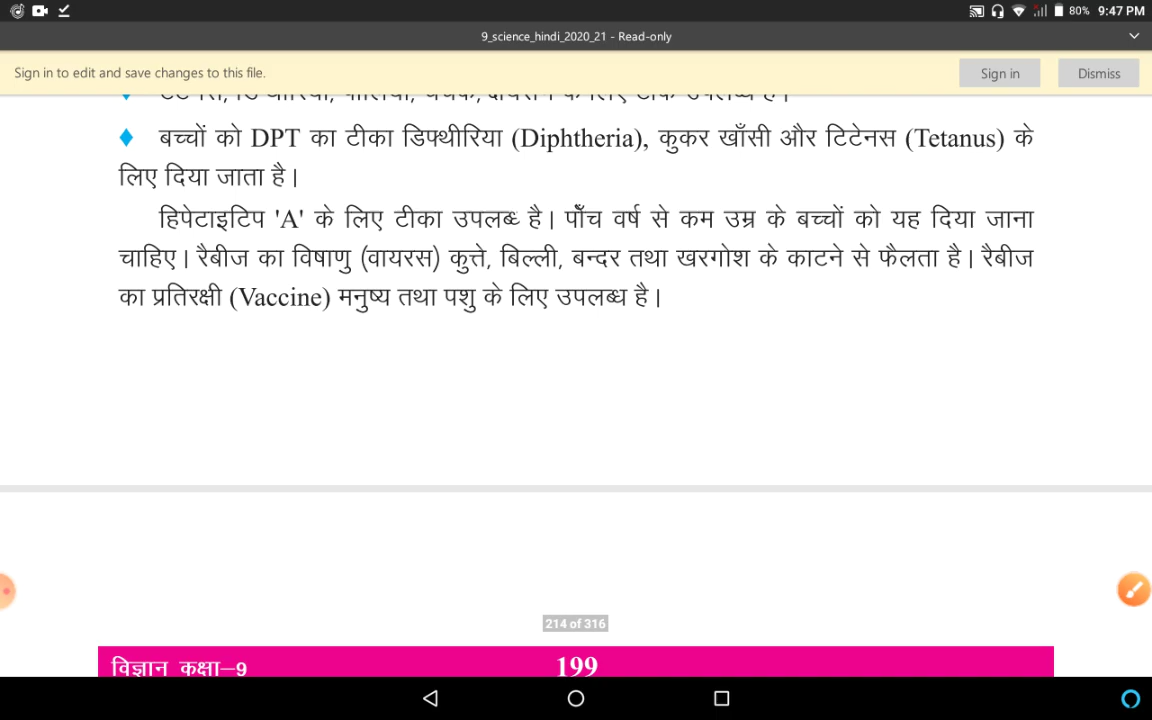 80% 9:47 PM
9_science_hindi_2020_21 - Read-only
Sign in to edit and save changes to this file.
Sign in
Dismiss
♦ बच्चों को DPT का टीका डिफ्थीरिया (Diphtheria), कुकर खाँसी और टिटेनस (Tetanus) के
लिए दिया जाता है।
हिपेटाइटिप 'A' के लिए टीका उपलब्ध है। पाँच वर्ष से कम उम्र के बच्चों को यह दिया जाना
चाहिए। रैबीज का विषाणु (वायरस) कुत्ते, बिल्ली, बन्दर तथा खरगोश के काटने से फैलता है। रैबीज
का प्रतिरक्षी (Vaccine) मनुष्य तथा पशु के लिए उपलब्ध है।
214 of 316
विज्ञान कक्षा–9 199